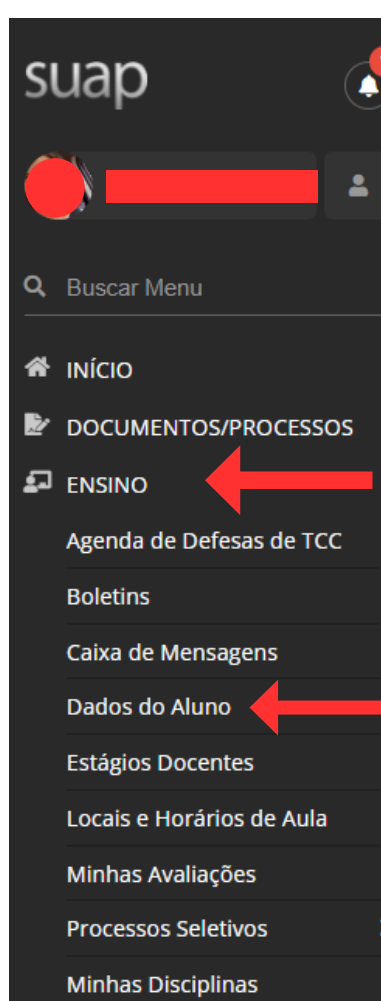 suap
Buscar Menu
INÍCIO
DOCUMENTOS/PROCESSOS
ENSINO
Agenda de Defesas de TCC
Boletins
Caixa de Mensagens
Dados do Aluno
Estágios Docentes
Locais e Horários de Aula
Minhas Avaliações
Processos Seletivos
Minhas Disciplinas